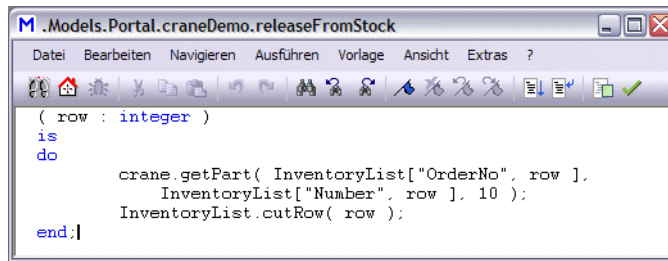 .Models.Portal.craneDemo.releaseFromStock
Datei Bearbeiten Navigieren Ausführen Vorlage Ansicht Extras ?
( row : integer )
is
do
crane.getPart( InventoryList["OrderNo", row ],
InventoryList["Number", row ], 10 );
InventoryList.cutRow( row );
end;